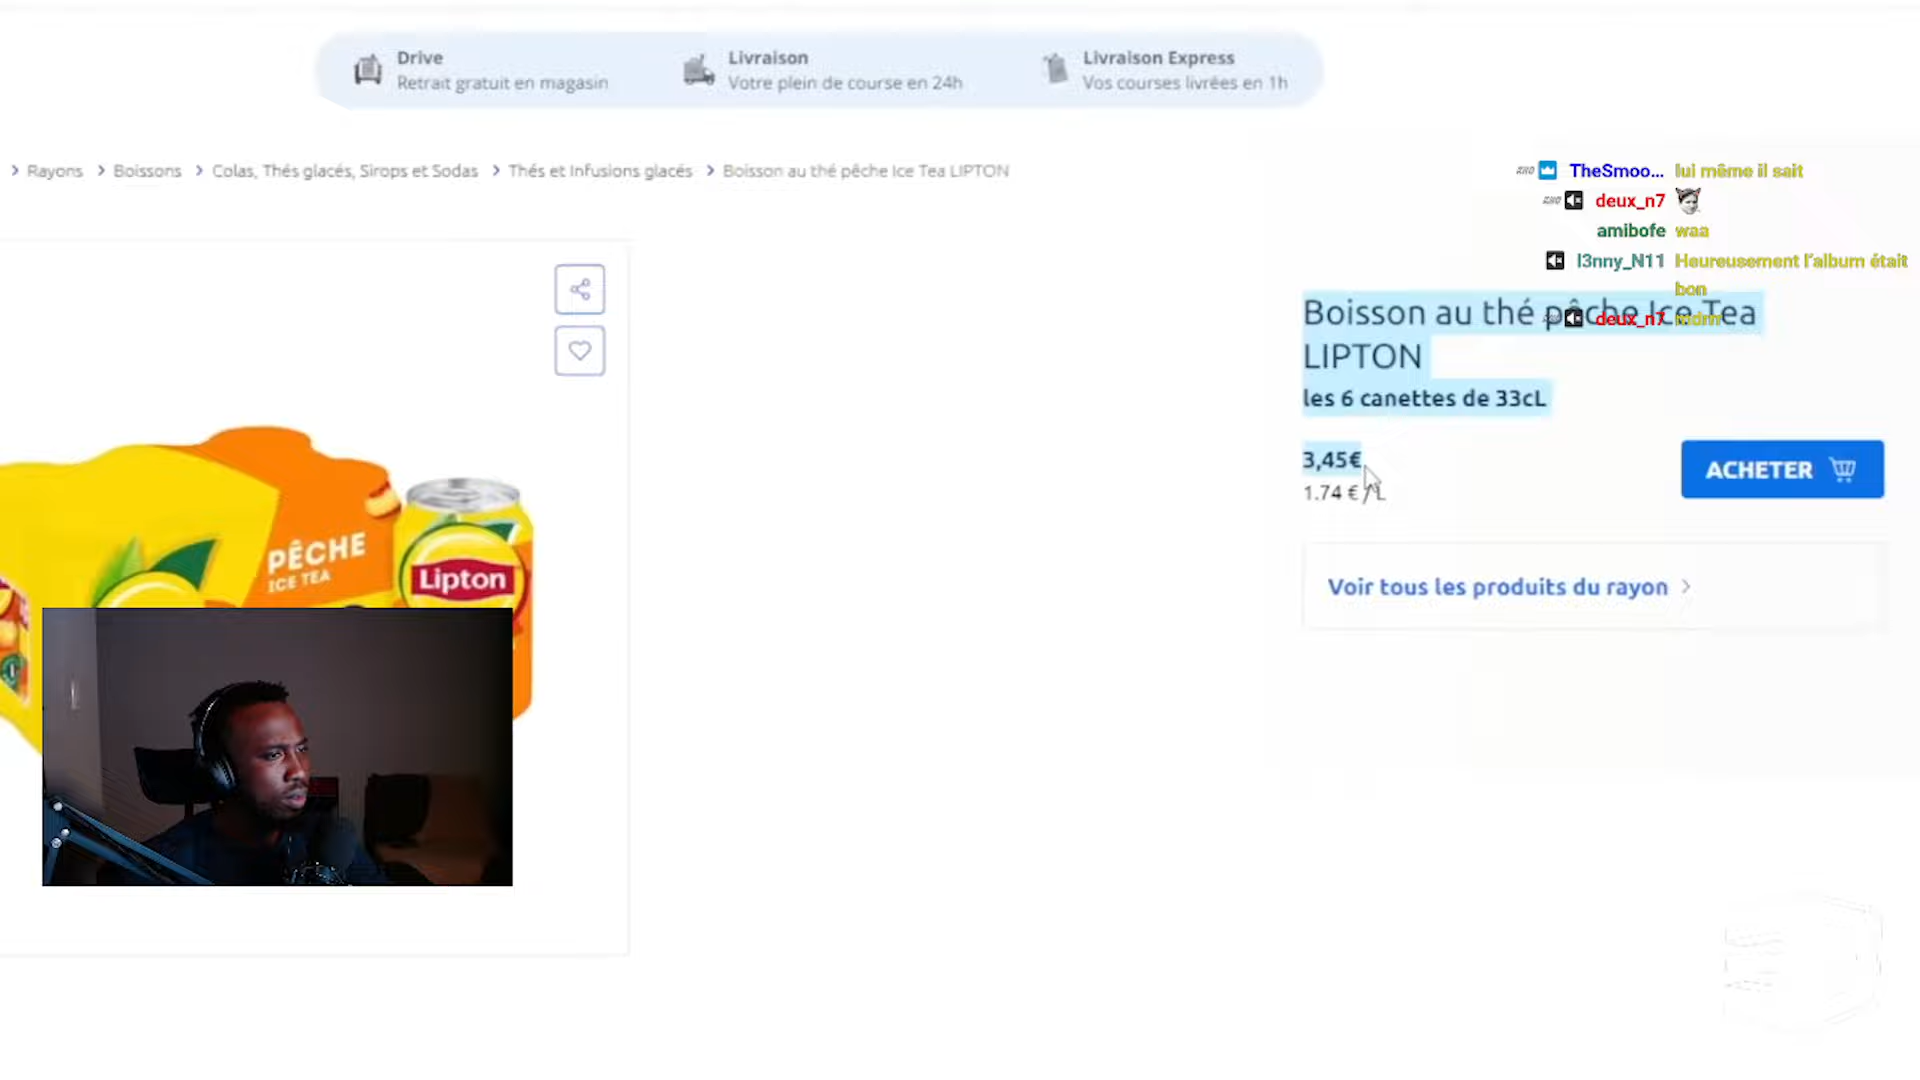 Drive
Retrait gratuit en magasin
Livraison
Votre plein de course en 24h
Livraison Express
Vos courses livrées en 1h
Rayons
Boissons
Colas, Thés glacés, Sirops et Sodas
Thés et Infusions glacés
Boisson au thé pêche Ice Tea LIPTON
TheSmoo... lui même il sait
deux_n7
amibofe waa
l3nny_N11 Heureusement l'album était
bon
deux_n7 mdrrr
Boisson au thé pêche Ice Tea
LIPTON
les 6 canettes de 33cL
3,45€
1.74 € /L
ACHETER
Voir tous les produits du rayon
PÊCHE
ICE TEA
Lipton